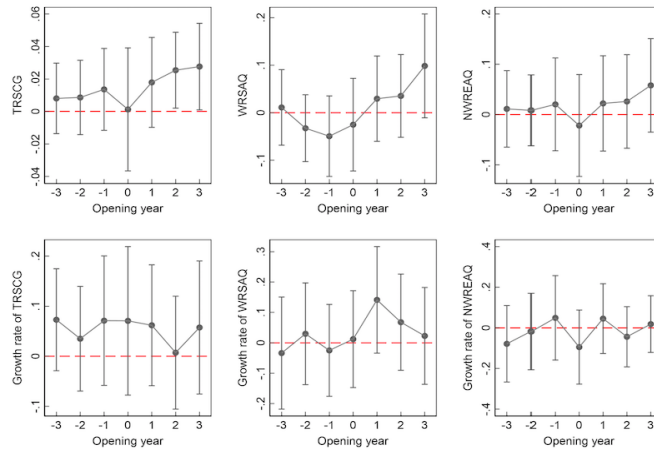 TRSCG
.06
.04
.02
0
-.02
-.04
-3 -2 -1 0 1 2 3
Opening year
WRSAQ
.2
.1
0
-.1
-3 -2 -1 0 1 2 3
Opening year
NWREAQ
.2
.1
0
-.1
-3 -2 -1 0 1 2 3
Opening year
Growth rate of TRSCG
.2
.1
0
-.1
-3 -2 -1 0 1 2 3
Opening year
Growth rate of WRSAQ
.3
.2
.1
0
-.1
-.2
-3 -2 -1 0 1 2 3
Opening year
Growth rate of NWREAQ
.4
.2
0
-.2
-.4
-3 -2 -1 0 1 2 3
Opening year